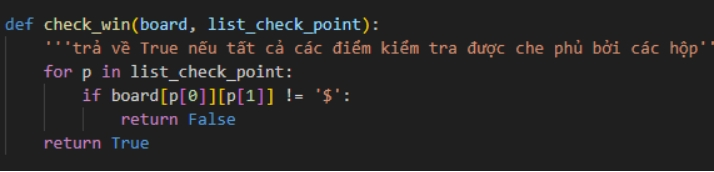 def check_win(board, list_check_point):
    '''trả về True nếu tất cả các điểm kiểm tra được che phủ bởi các hộp''
    for p in list_check_point:
        if board[p[0]][p[1]] != '$':
            return False
    return True